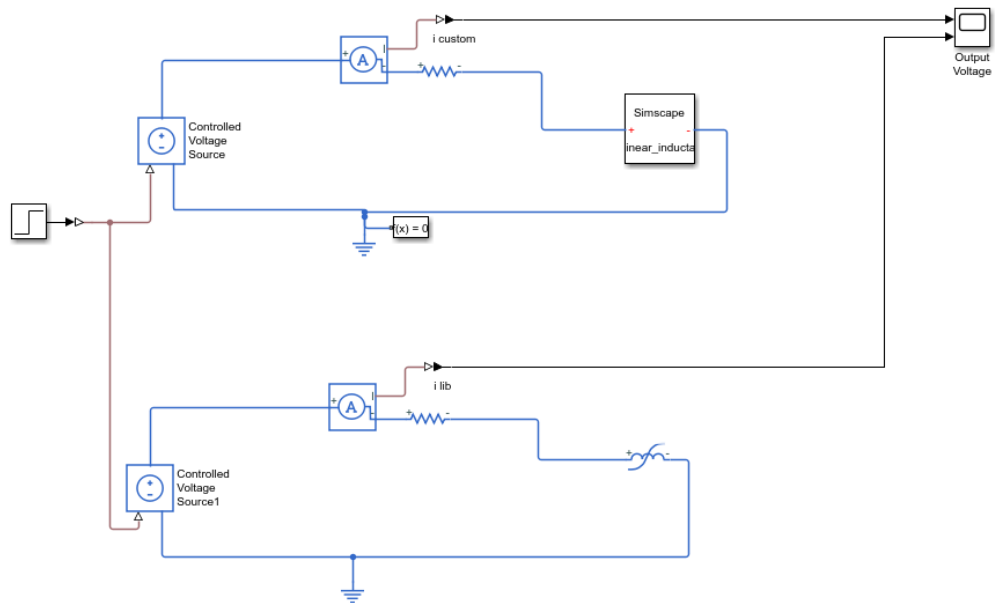 i custom
Output
Voltage
A
I
+
-
+
-
Simscape
+
-
inear_inducta
Controlled
Voltage
Source
+
-
f(x) = 0
i lib
A
I
+
-
+
-
+
-
Controlled
Voltage
Source1
+
-